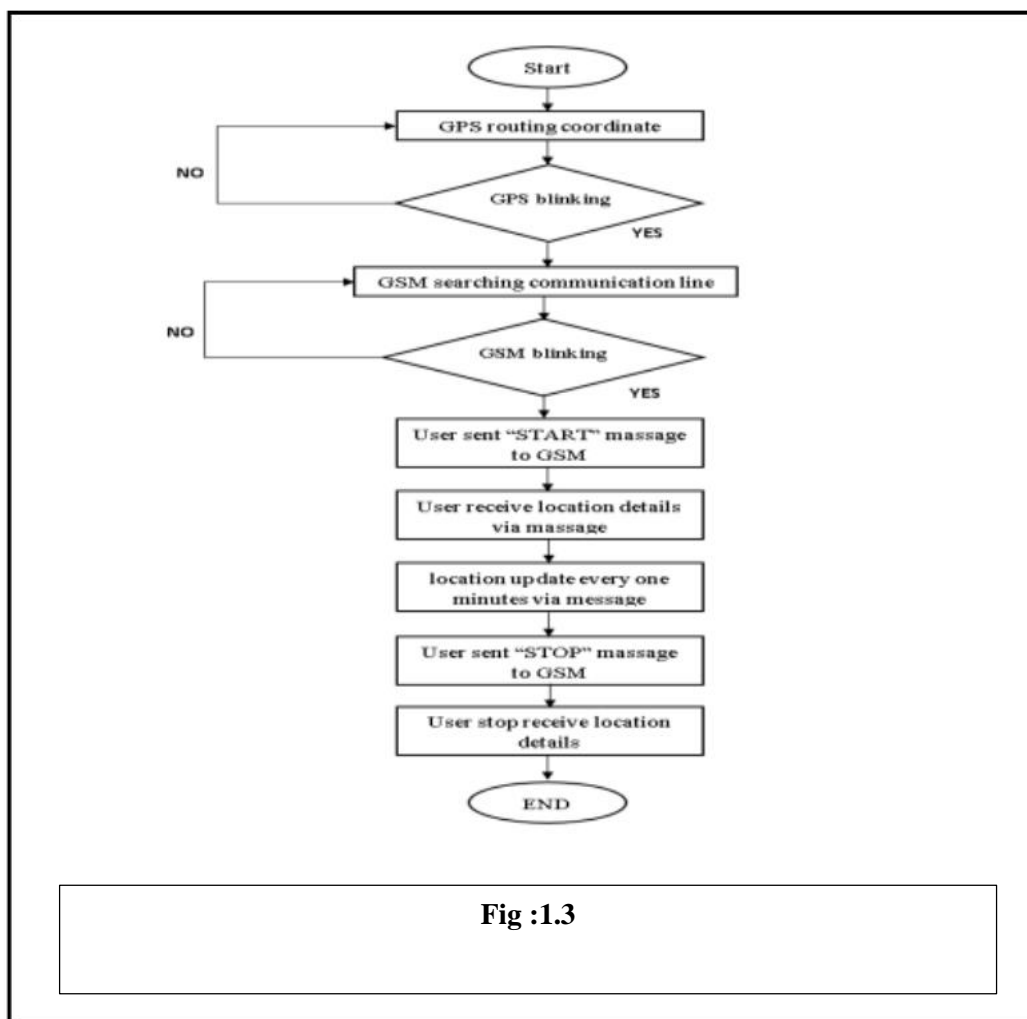 Start
GPS routing coordinate
NO
GPS blinking
YES
GSM searching communication line
NO
GSM blinking
YES
User sent “START” massage
to GSM
User receive location details
via massage
location update every one
minutes via message
User sent “STOP” massage
to GSM
User stop receive location
details
END
Fig :1.3